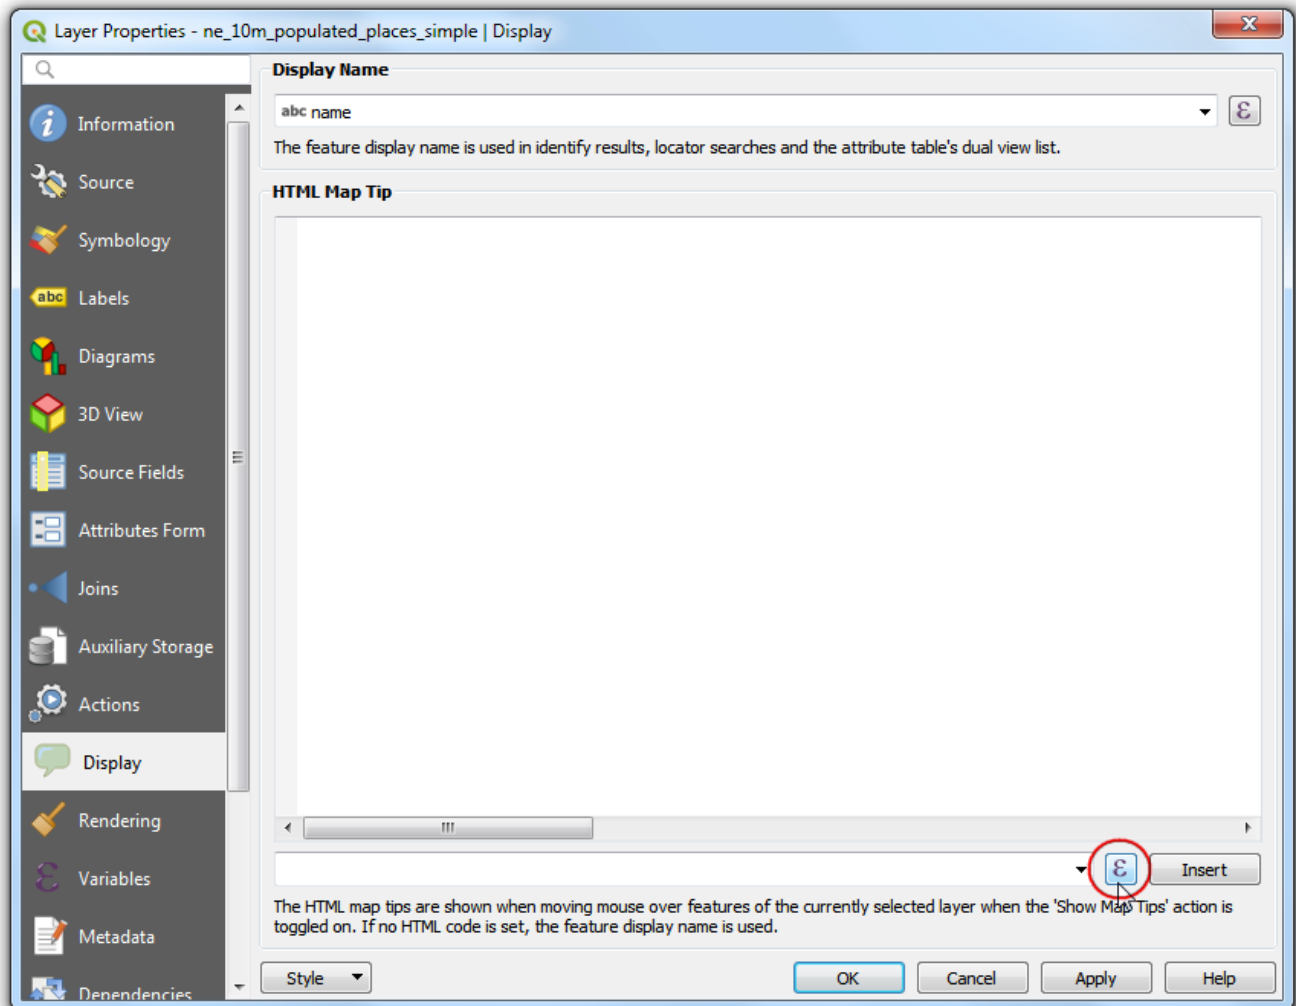 Layer Properties - ne_10m_populated_places_simple | Display
Information
Source
Symbology
abc Labels
Diagrams
3D View
Source Fields
Attributes Form
Joins
Auxiliary Storage
Actions
Display
Rendering
Variables
Metadata
Dependencies
Display Name
abc name
ε
The feature display name is used in identify results, locator searches and the attribute table's dual view list.
HTML Map Tip
ε
Insert
The HTML map tips are shown when moving mouse over features of the currently selected layer when the 'Show Map Tips' action is
toggled on. If no HTML code is set, the feature display name is used.
Style
OK
Cancel
Apply
Help